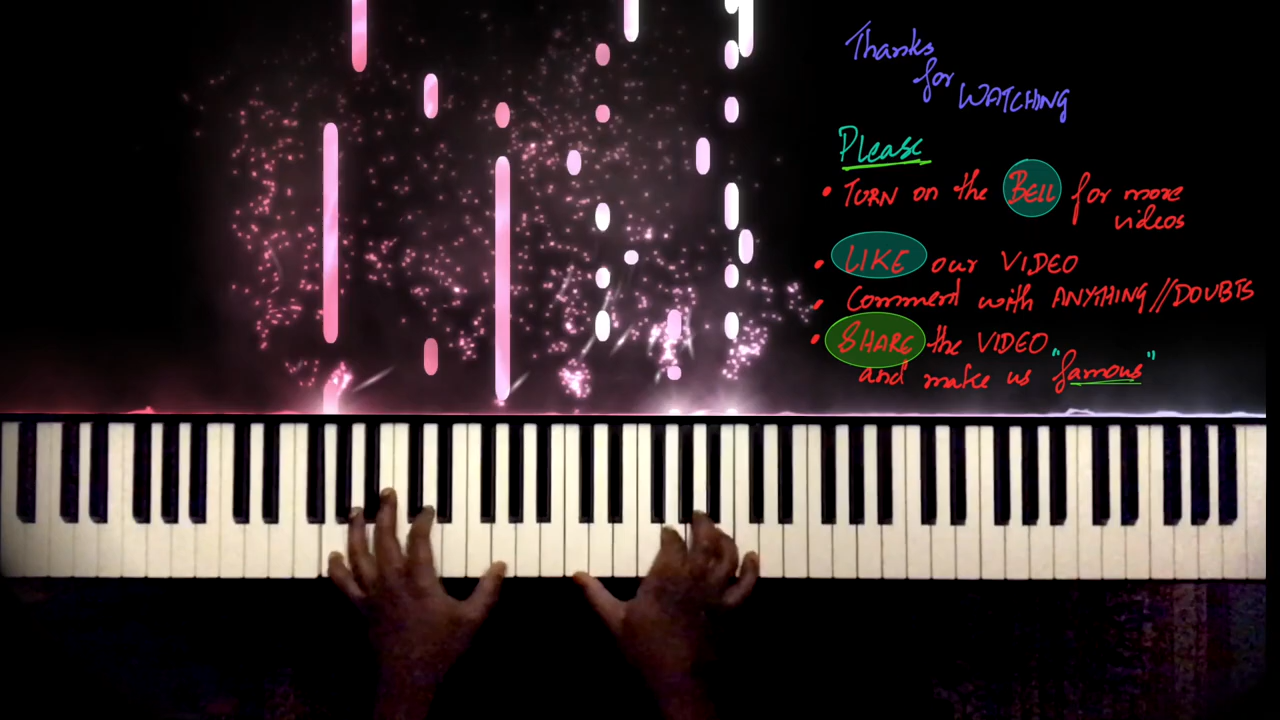 Thanks
for
WATCHING
Please
• TURN on the BELL for more
videos
• LIKE our VIDEO
• Comment with ANYTHING//DOUBTS
• SHARE the VIDEO
and make us "famous"